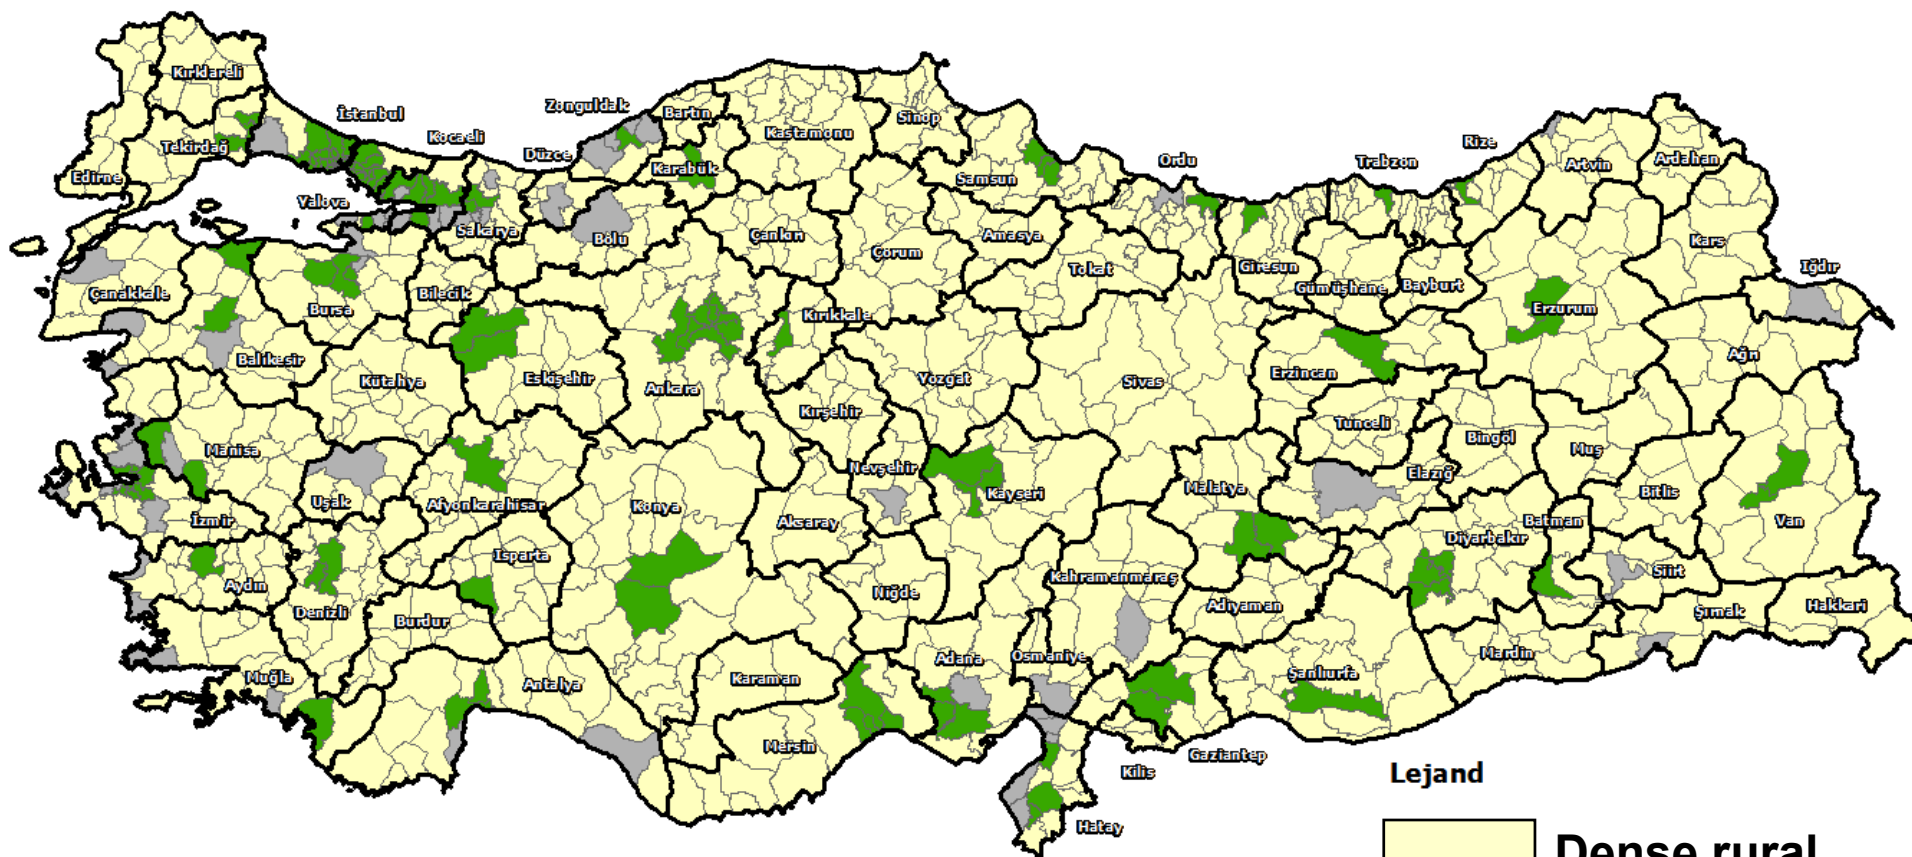 Kırklareli
İstanbul
Zonguldak
Bartın
Kocaeli
Tekirdağ
Düzce
Karabük
Kastamonu
Sinop
Samsun
Ordu
Trabzon
Rize
Artvin
Ardahan
Edirne
Yalova
Sakarya
Bolu
Çankırı
Çorum
Amasya
Tokat
Giresun
Gümüşhane
Bayburt
Erzurum
Kars
Iğdır
Çanakkale
Bursa
Bilecik
Kırıkkale
Balıkesir
Kütahya
Eskişehir
Ankara
Yozgat
Sivas
Erzincan
Ağrı
Kırşehir
Tunceli
Bingöl
Muş
Manisa
Uşak
Afyonkarahisar
Nevşehir
Kayseri
Malatya
Elazığ
Bitlis
İzmir
Konya
Aksaray
Diyarbakır
Batman
Van
Aydın
Isparta
Niğde
Kahramanmaraş
Adıyaman
Siirt
Şırnak
Hakkari
Denizli
Burdur
Mardin
Muğla
Antalya
Karaman
Adana
Osmaniye
Şanlıurfa
Mersin
Gaziantep
Kilis
Hatay
Lejand
Dense rural